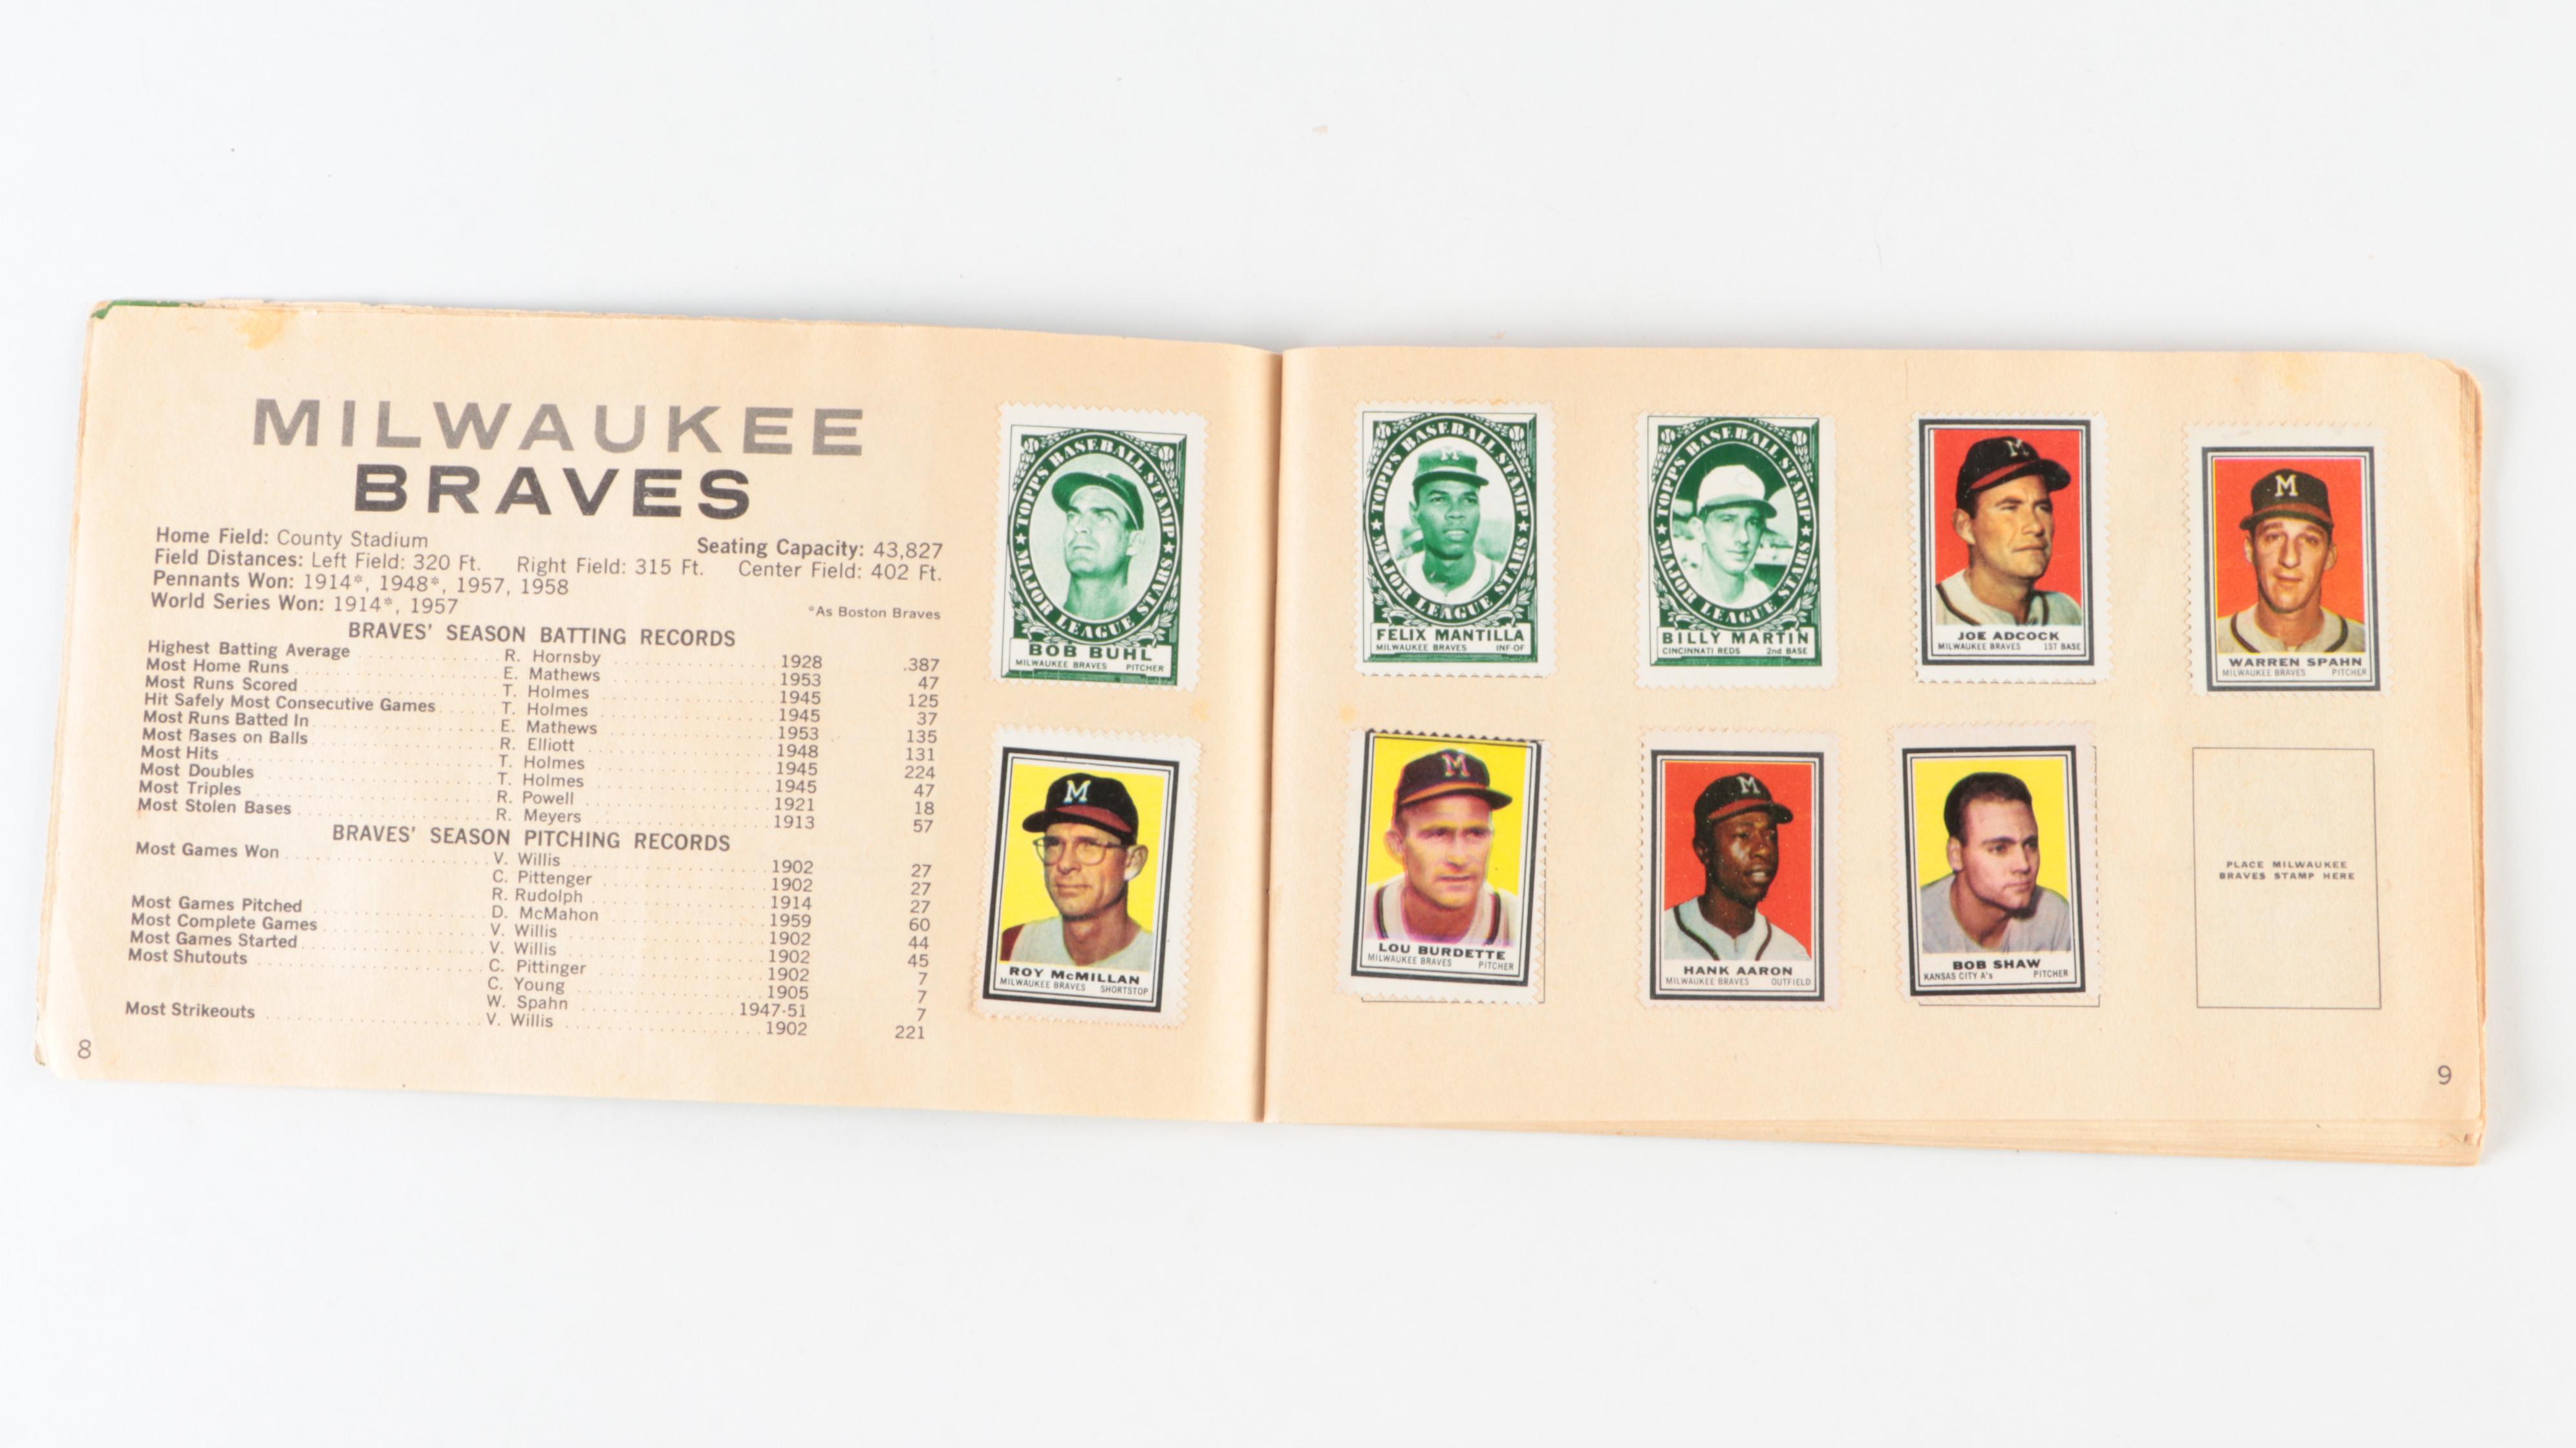 MILWAUKEE
BRAVES
Home Field: County Stadium Seating Capacity: 43,827
Field Distances: Left Field: 320 Ft. Right Field: 315 Ft. Center Field: 402 Ft.
Pennants Won: 1914*, 1948*, 1957, 1958
World Series Won: 1914*, 1957 *As Boston Braves
BRAVES' SEASON BATTING RECORDS
Highest Batting Average R. Hornsby 1928 .387
Most Home Runs E. Mathews 1953 47
Most Runs Scored T. Holmes 1945 125
Hit Safely Most Consecutive Games T. Holmes 1945 37
Most Runs Batted In E. Mathews 1953 135
Most Bases on Balls R. Elliott 1948 131
Most Hits T. Holmes 1945 224
Most Doubles T. Holmes 1945 47
Most Triples R. Powell 1921 18
Most Stolen Bases R. Meyers 1913 57
BRAVES' SEASON PITCHING RECORDS
Most Games Won V. Willis 1902 27
C. Pittenger 1902 27
R. Rudolph 1914 27
Most Games Pitched D. McMahon 1959 60
Most Complete Games V. Willis 1902 44
Most Games Started V. Willis 1902 45
Most Shutouts C. Pittinger 1902 7
C. Young 1905 7
W. Spahn 1947-51 7
Most Strikeouts V. Willis 1902 221
8
TOPPS BASEBALL STAMP
MAJOR LEAGUE STARS
BOB BUHL
MILWAUKEE BRAVES PITCHER
M
ROY McMILLAN
MILWAUKEE BRAVES SHORTSTOP
TOPPS BASEBALL STAMP
M
MAJOR LEAGUE STARS
FELIX MANTILLA
MILWAUKEE BRAVES INF-OF
TOPPS BASEBALL STAMP
MAJOR LEAGUE STARS
BILLY MARTIN
CINCINNATI REDS 2nd BASE
M
JOE ADCOCK
MILWAUKEE BRAVES 1ST BASE
M
WARREN SPAHN
MILWAUKEE BRAVES PITCHER
M
LOU BURDETTE
MILWAUKEE BRAVES PITCHER
M
HANK AARON
MILWAUKEE BRAVES OUTFIELD
BOB SHAW
KANSAS CITY A's PITCHER
PLACE MILWAUKEE
BRAVES STAMP HERE
9